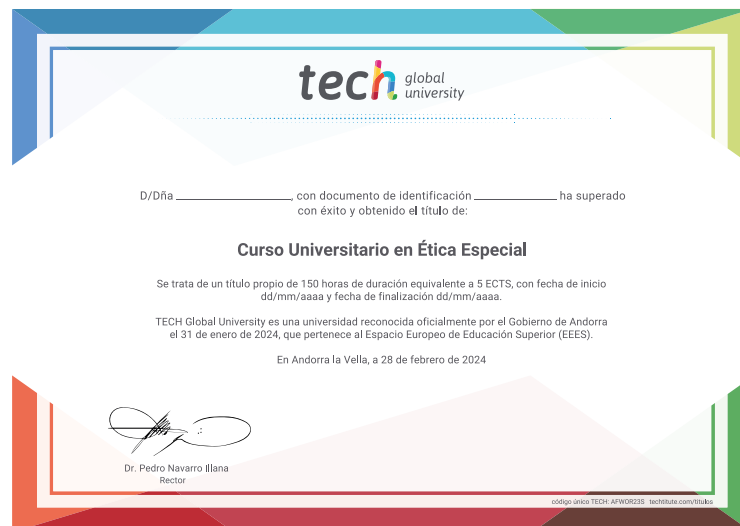 tech global university
D/Dña ____________________, con documento de identificación ______________ ha superado
con éxito y obtenido el título de:
Curso Universitario en Ética Especial
Se trata de un título propio de 150 horas de duración equivalente a 5 ECTS, con fecha de inicio
dd/mm/aaaa y fecha de finalización dd/mm/aaaa.
TECH Global University es una universidad reconocida oficialmente por el Gobierno de Andorra
el 31 de enero de 2024, que pertenece al Espacio Europeo de Educación Superior (EEES).
En Andorra la Vella, a 28 de febrero de 2024
Dr. Pedro Navarro Illana
Rector
código único TECH: AFWOR23S techtitute.com/titulos